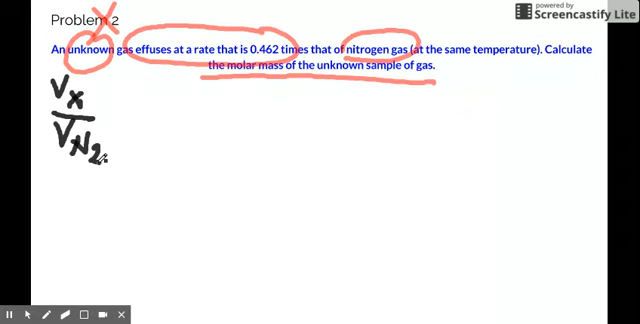 powered by
Screencastify Lite
X
Problem 2
An unknown gas effuses at a rate that is 0.462 times that of nitrogen gas (at the same temperature). Calculate
the molar mass of the unknown sample of gas.
Vx
VN2